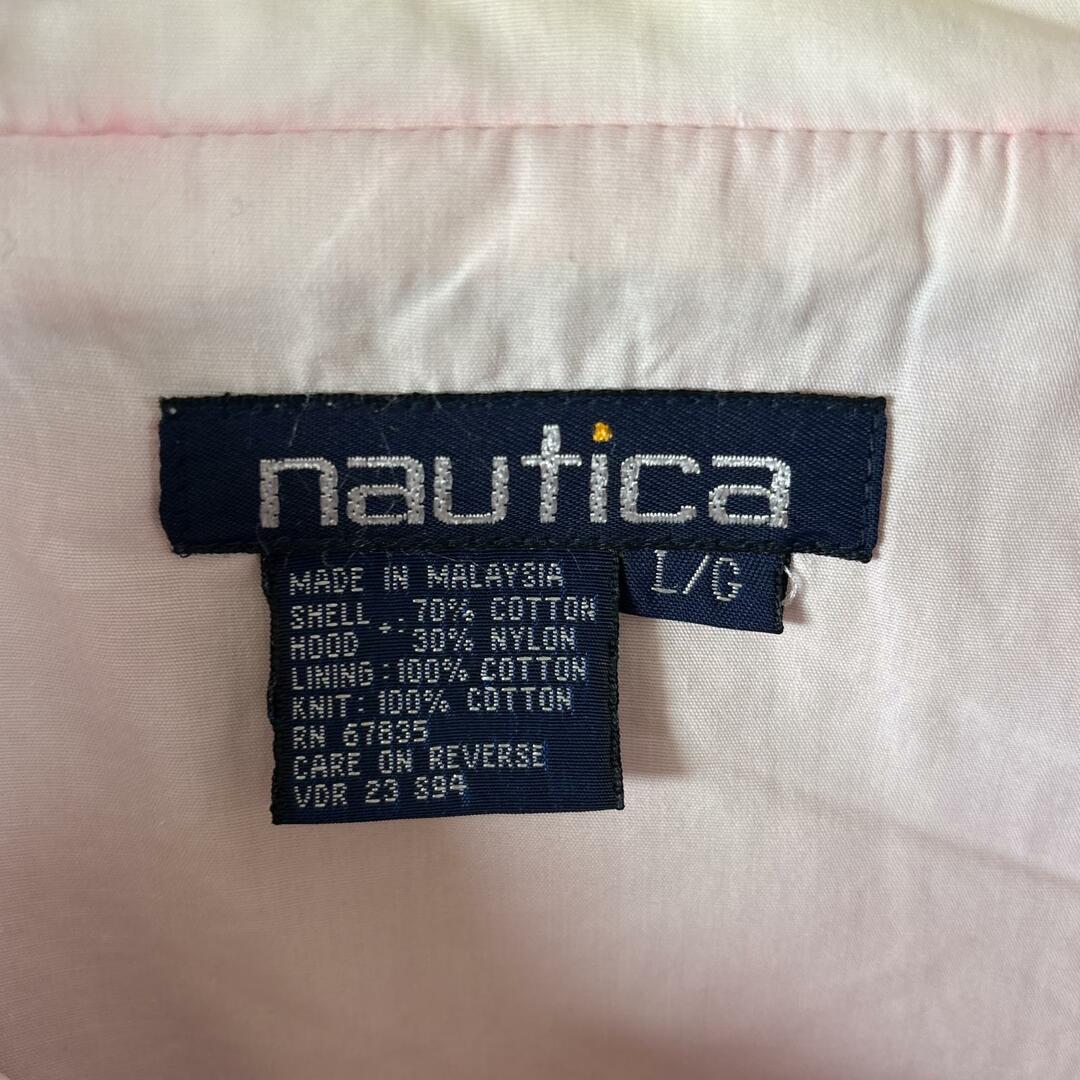 nautica
L/G
MADE IN MALAYSIA
SHELL .. 70% COTTON
HOOD +. 30% NYLON
LINING : 100% COTTON
KNIT : 100% COTTON
RN 67835
CARE ON REVERSE
VDR 23 S94